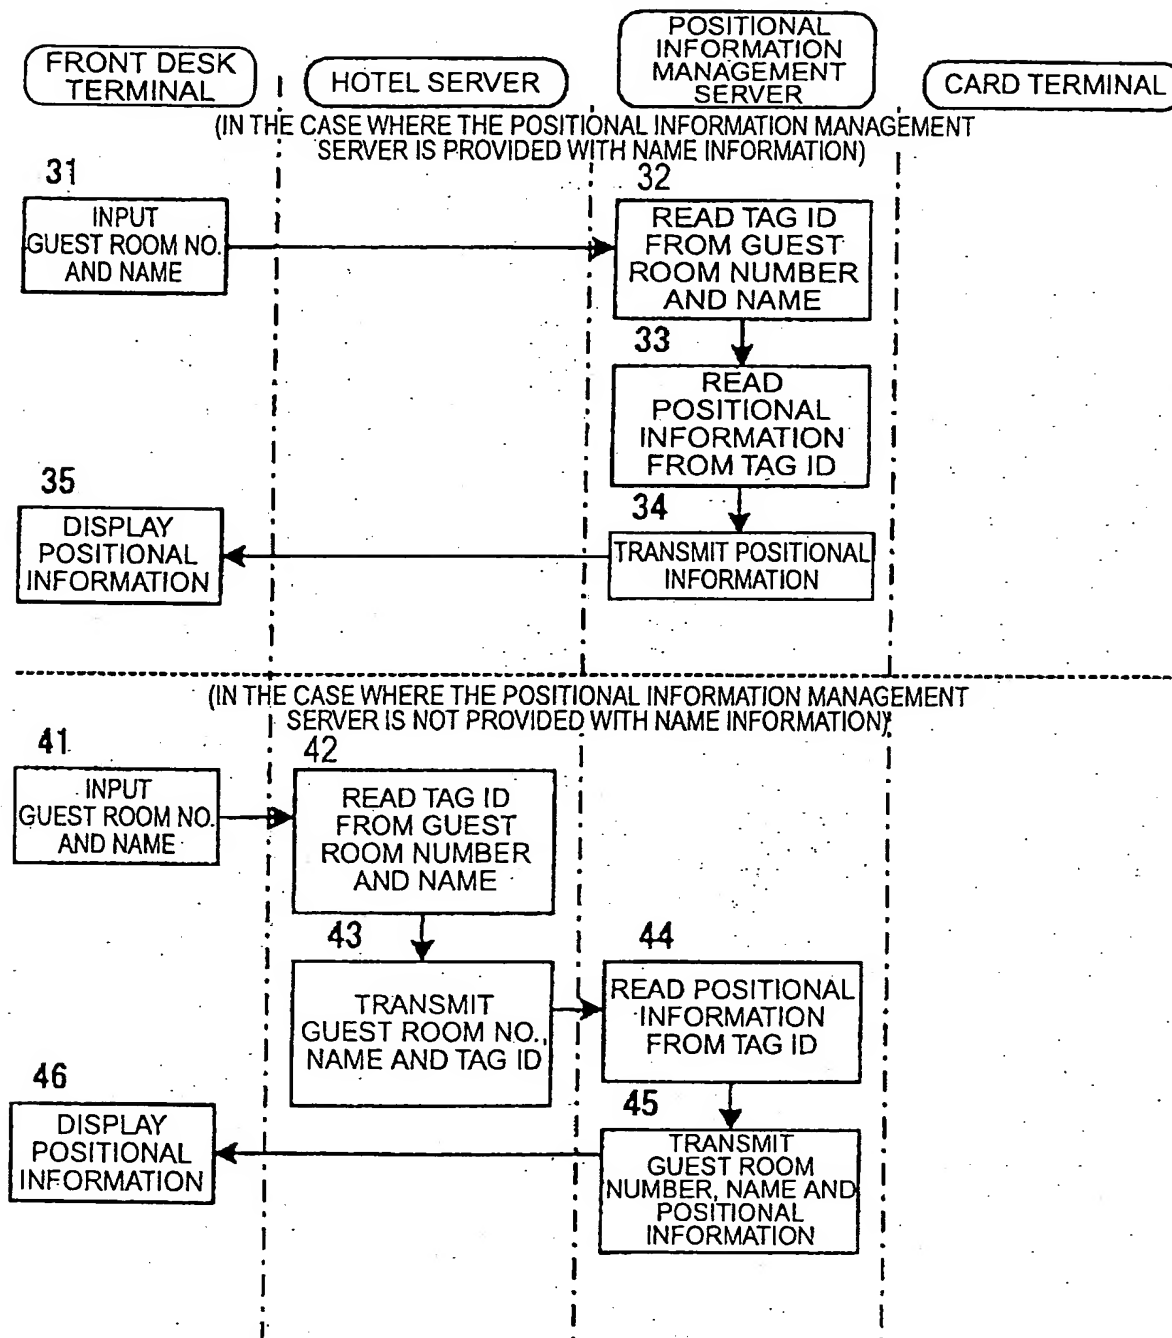 FRONT DESK
TERMINAL
HOTEL SERVER
POSITIONAL
INFORMATION
MANAGEMENT
SERVER
CARD TERMINAL
(IN THE CASE WHERE THE POSITIONAL INFORMATION MANAGEMENT
SERVER IS PROVIDED WITH NAME INFORMATION)
31
INPUT
GUEST ROOM NO.
AND NAME
32
READ TAG ID
FROM GUEST
ROOM NUMBER
AND NAME
33
READ
POSITIONAL
INFORMATION
FROM TAG ID
34
TRANSMIT POSITIONAL
INFORMATION
35
DISPLAY
POSITIONAL
INFORMATION
(IN THE CASE WHERE THE POSITIONAL INFORMATION MANAGEMENT
SERVER IS NOT PROVIDED WITH NAME INFORMATION)
41
INPUT
GUEST ROOM NO.
AND NAME
42
READ TAG ID
FROM GUEST
ROOM NUMBER
AND NAME
43
TRANSMIT
GUEST ROOM NO.,
NAME AND TAG ID
44
READ POSITIONAL
INFORMATION
FROM TAG ID
45
TRANSMIT
GUEST ROOM
NUMBER, NAME AND
POSITIONAL
INFORMATION
46
DISPLAY
POSITIONAL
INFORMATION